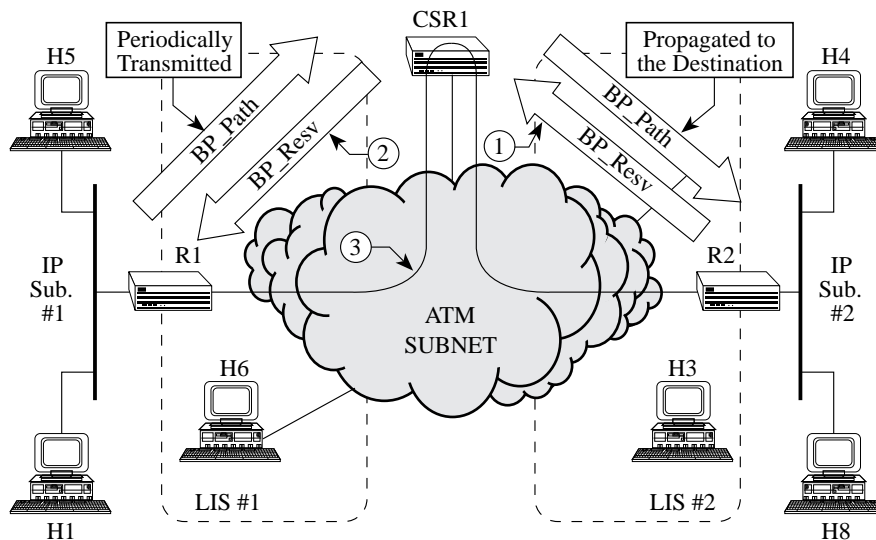 CSR1
H5
Periodically
Transmitted
BP_Path
BP_Resv
2
1
Propagated to
the Destination
BP_Path
BP_Resv
H4
3
R1
R2
IP
Sub.
#1
IP
Sub.
#2
ATM
SUBNET
H6
H3
LIS #1
LIS #2
H1
H8